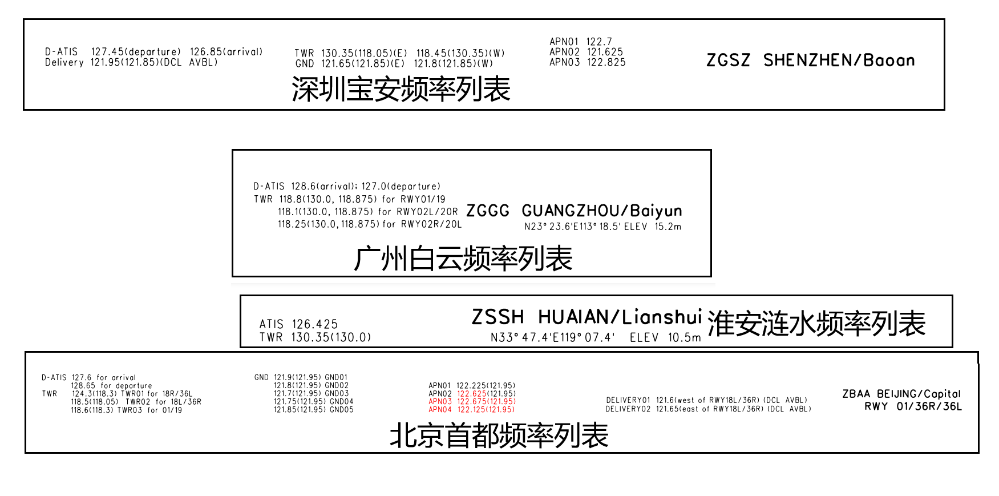 D-ATIS 127.45(departure) 126.85(arrival)
Delivery 121.95(121.85)(DCL AVBL)
TWR 130.35(118.05)(E) 118.45(130.35)(W)
GND 121.65(121.85)(E) 121.8(121.85)(W)
APN01 122.7
APN02 121.625
APN03 122.825
ZGSZ SHENZHEN/Baoan
深圳宝安频率列表
D-ATIS 128.6(arrival); 127.0(departure)
TWR 118.8(130.0, 118.875) for RWY01/19
118.1(130.0, 118.875) for RWY02L/20R
118.25(130.0, 118.875) for RWY02R/20L
ZGGG GUANGZHOU/Baiyun
N23°23.6'E113°18.5' ELEV 15.2m
广州白云频率列表
ATIS 126.425
TWR 130.35(130.0)
ZSSH HUAIAN/Lianshui
N33°47.4'E119°07.4' ELEV 10.5m
淮安涟水频率列表
D-ATIS 127.6 for arrival
128.65 for departure
TWR 124.3(118.3) TWR01 for 18R/36L
118.5(118.05) TWR02 for 18L/36R
118.6(118.3) TWR03 for 01/19
GND 121.9(121.95) GND01
121.8(121.95) GND02
121.7(121.95) GND03
121.75(121.95) GND04
121.85(121.95) GND05
APN01 122.225(121.95)
APN02 122.625(121.95)
APN03 122.675(121.95)
APN04 122.125(121.95)
DELIVERY01 121.6(west of RWY18L/36R) (DCL AVBL)
DELIVERY02 121.65(east of RWY18L/36R) (DCL AVBL)
ZBAA BEIJING/Capital
RWY 01/36R/36L
北京首都频率列表